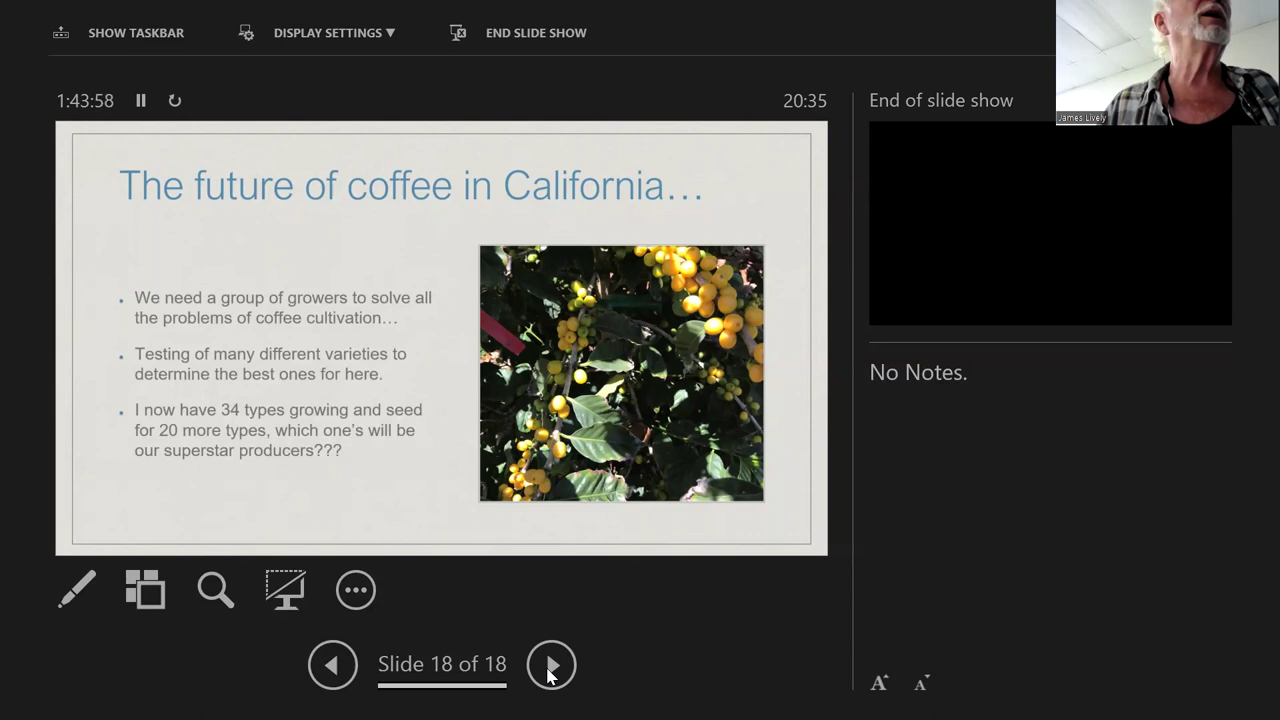 SHOW TASKBAR
DISPLAY SETTINGS ▼
END SLIDE SHOW
1:43:58
20:35
End of slide show
James Lively
The future of coffee in California…
• We need a group of growers to solve all
the problems of coffee cultivation…
• Testing of many different varieties to
determine the best ones for here.
• I now have 34 types growing and seed
for 20 more types, which one's will be
our superstar producers???
No Notes.
Slide 18 of 18
A A